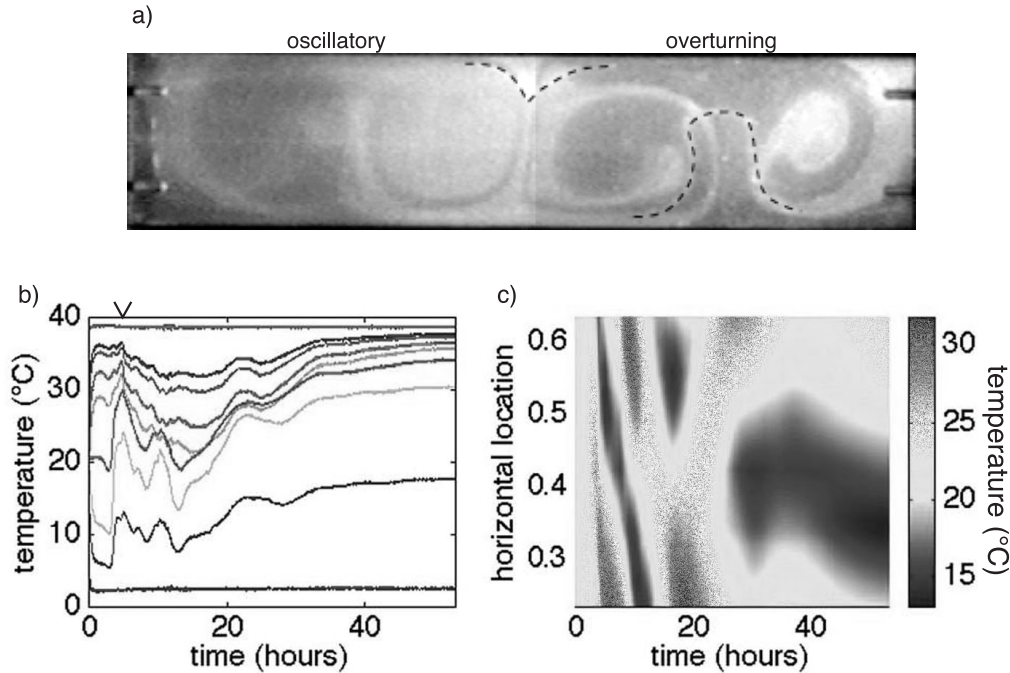 a)
oscillatory
overturning
b)
c)
temperature (°C)
40
30
20
10
0
0
20
40
time (hours)
horizontal location
0.6
0.5
0.4
0.3
0
20
40
time (hours)
30
25
20
15
temperature (°C)